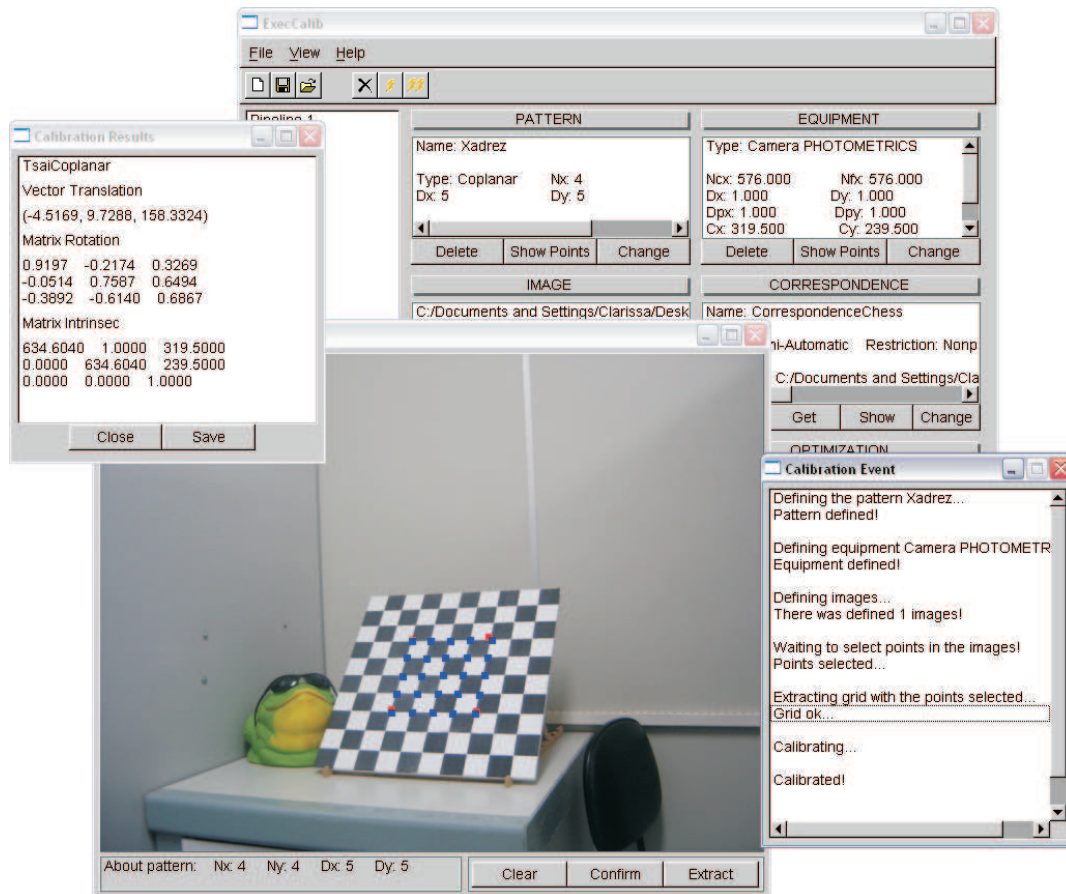 ExecCalib
File View Help
Pipeline 1
PATTERN
Name: Xadrez
Type: Coplanar Nx: 4
Dx: 5 Dy: 5
Delete Show Points Change
EQUIPMENT
Type: Camera PHOTOMETRICS
Ncx: 576.000 Nfx: 576.000
Dx: 1.000 Dy: 1.000
Dpx: 1.000 Dpy: 1.000
Cx: 319.500 Cy: 239.500
Delete Show Points Change
IMAGE
C:/Documents and Settings/Clarissa/Desk
CORRESPONDENCE
Name: CorrespondenceChess
ni-Automatic Restriction: Nonp
C:/Documents and Settings/Cla
Get Show Change
OPTIMIZATION
Calibration Results
TsaiCoplanar
Vector Translation
(-4.5169, 9.7288, 158.3324)
Matrix Rotation
0.9197 -0.2174 0.3269
-0.0514 0.7587 0.6494
-0.3892 -0.6140 0.6867
Matrix Intrinsec
634.6040 1.0000 319.5000
0.0000 634.6040 239.5000
0.0000 0.0000 1.0000
Close Save
Calibration Event
Defining the pattern Xadrez...
Pattern defined!
Defining equipment Camera PHOTOMETR
Equipment defined!
Defining images...
There was defined 1 images!
Waiting to select points in the images!
Points selected...
Extracting grid with the points selected...
Grid ok...
Calibrating...
Calibrated!
About pattern: Nx: 4 Ny: 4 Dx: 5 Dy: 5
Clear Confirm Extract